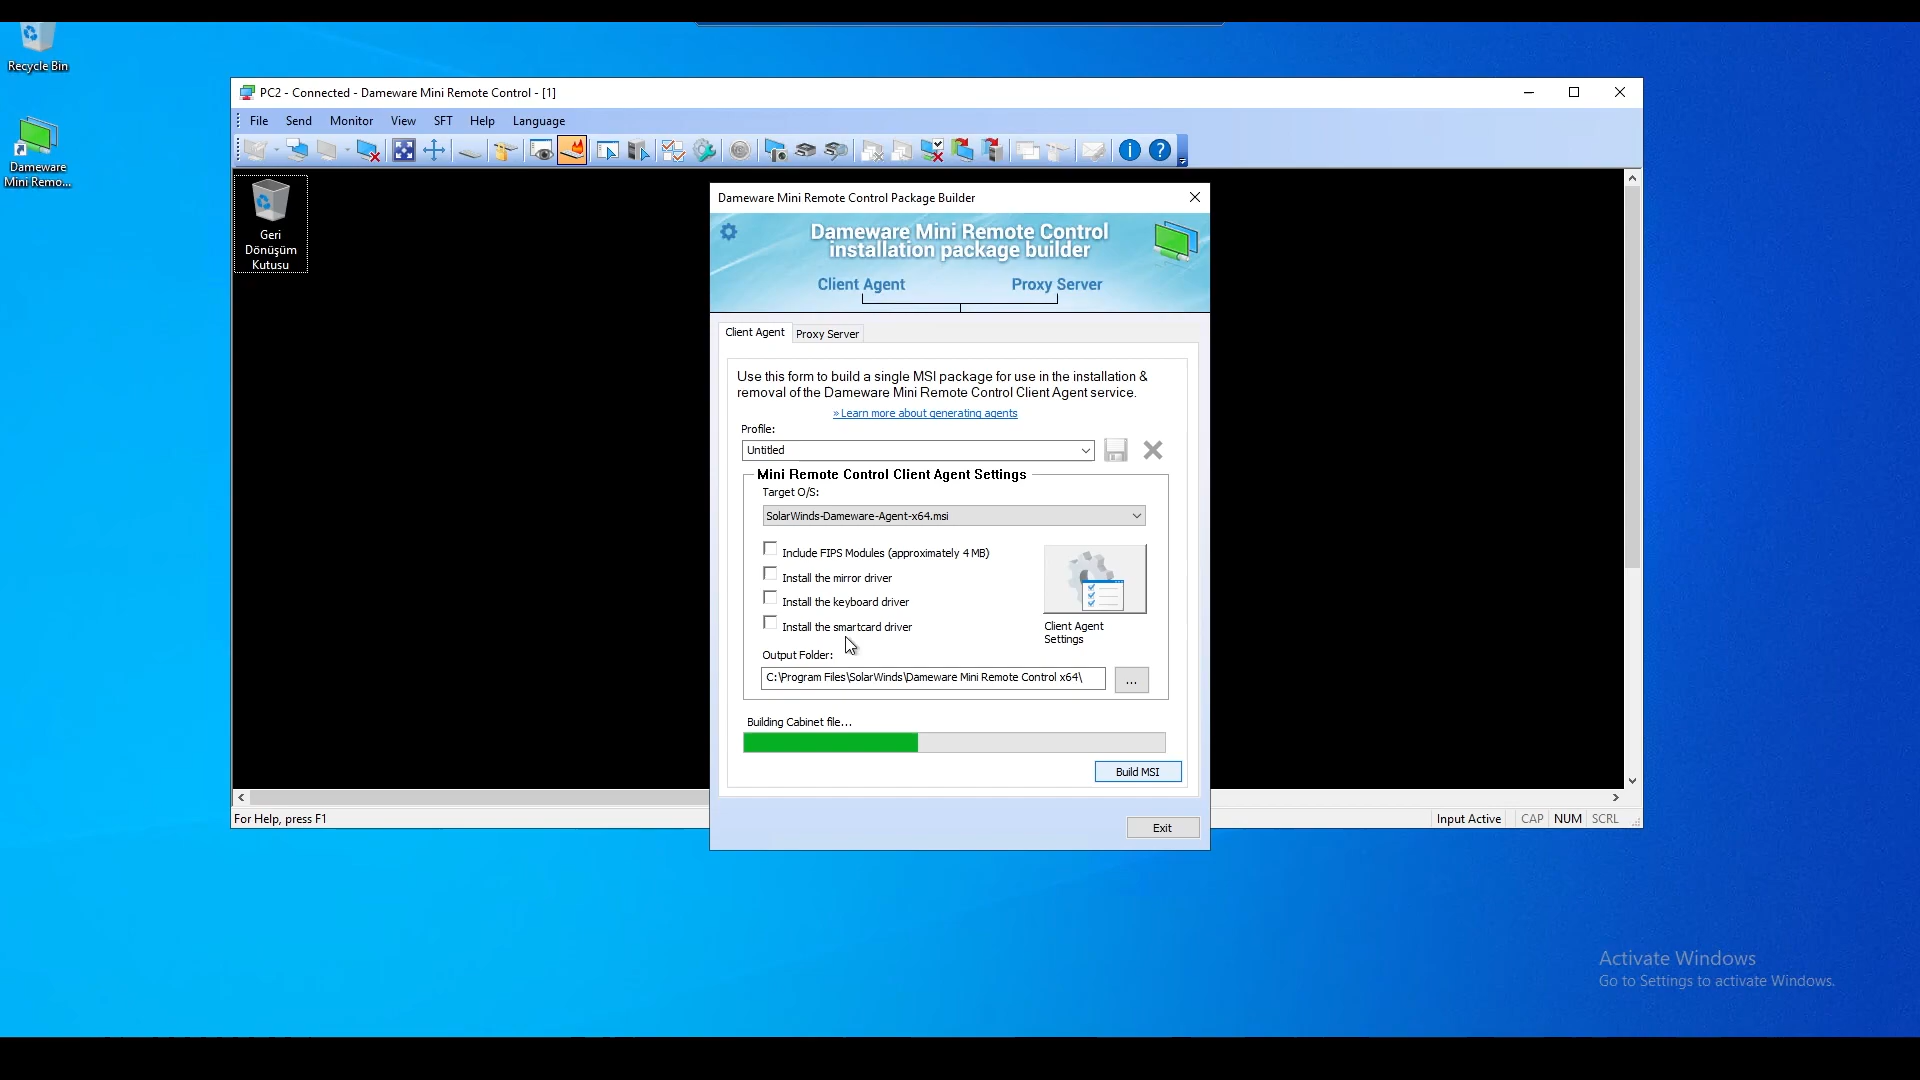 Recycle Bin
Dameware
Mini Remo...
PC2 - Connected - Dameware Mini Remote Control - [1]
File Send Monitor View SFT Help Language
Geri
Dönüşüm
Kutusu
Dameware Mini Remote Control Package Builder
Dameware Mini Remote Control
installation package builder
Client Agent Proxy Server
Client Agent Proxy Server
Use this form to build a single MSI package for use in the installation &
removal of the Dameware Mini Remote Control Client Agent service.
» Learn more about generating agents
Profile:
Untitled
Mini Remote Control Client Agent Settings
Target O/S:
SolarWinds-Dameware-Agent-x64.msi
Include FIPS Modules (approximately 4 MB)
Install the mirror driver
Install the keyboard driver
Install the smartcard driver
Client Agent
Settings
Output Folder:
C:\Program Files\SolarWinds\Dameware Mini Remote Control x64\
...
Building Cabinet file...
Build MSI
Exit
For Help, press F1
Input Active CAP NUM SCRL
Activate Windows
Go to Settings to activate Windows.